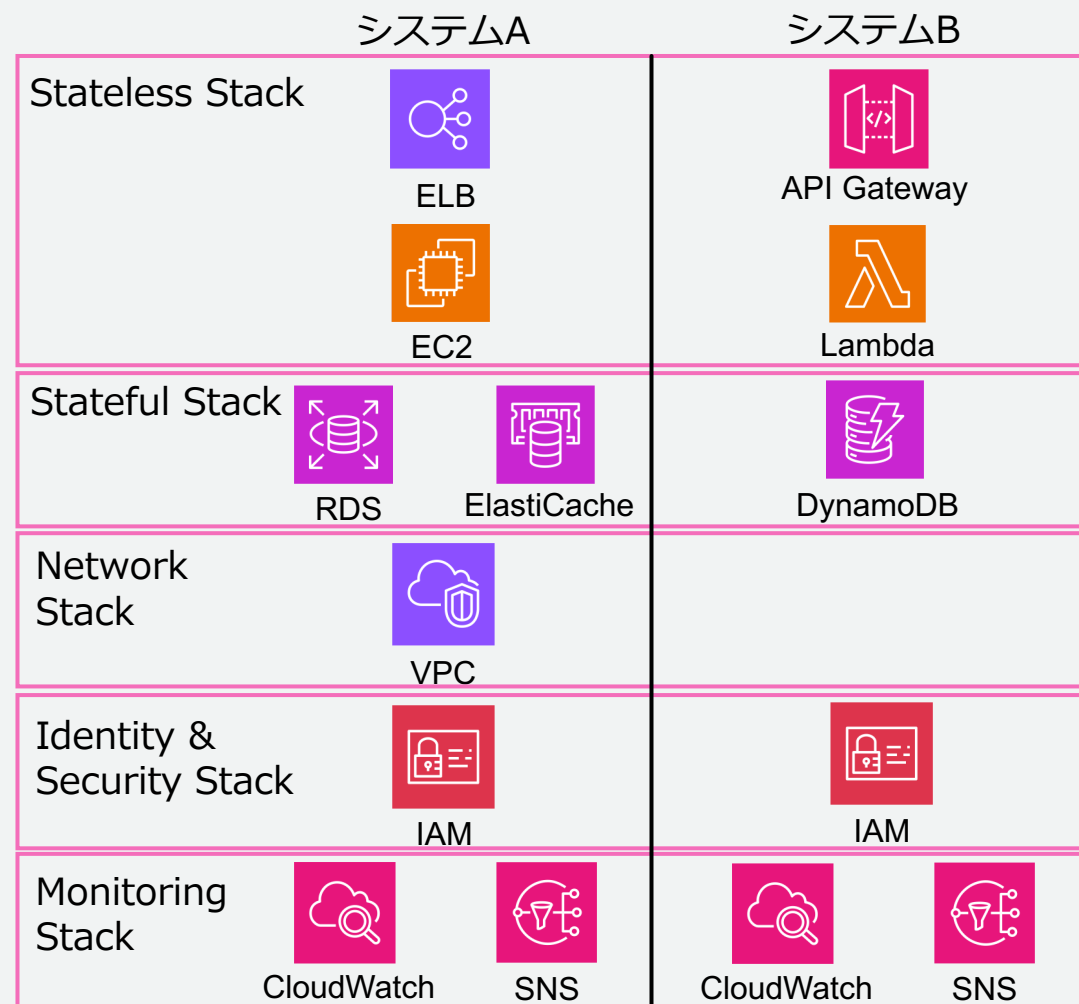 システムA
システムB
Stateless Stack
ELB
API Gateway
EC2
Lambda
Stateful Stack
RDS
ElastiCache
DynamoDB
Network
Stack
VPC
Identity &
Security Stack
IAM
IAM
Monitoring
Stack
CloudWatch
SNS
CloudWatch
SNS